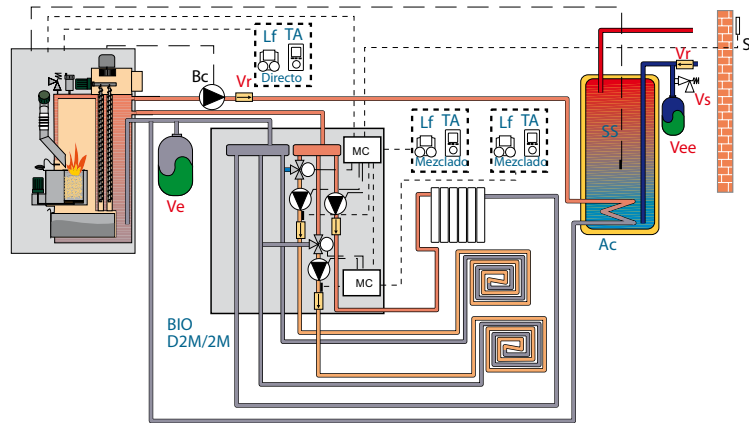 Lf TA
Directo
Bc
Vr
S
Vr
Vs
Vee
SS
Lf TA
Mezclado
Lf TA
Mezclado
MC
Ve
Ac
MC
BIO
D2M/2M